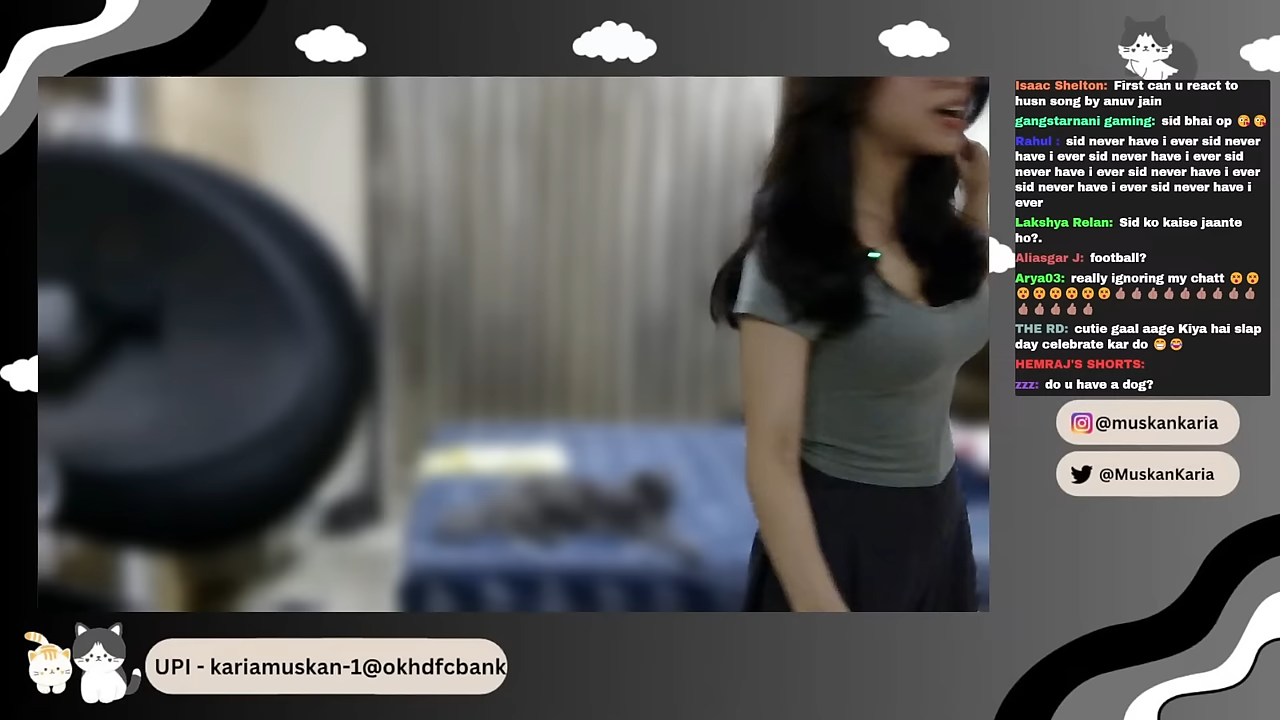 Isaac Shelton: First can u react to
husn song by anuv jain
gangstarnani gaming: sid bhai op 😘😘
Rahul : sid never have i ever sid never
have i ever sid never have i ever sid
never have i ever sid never have i ever
sid never have i ever sid never have i
ever
Lakshya Relan: Sid ko kaise jaante
ho?.
Aliasgar J: football?
Arya03: really ignoring my chatt 😵😵
😵😵😵😵😵😵👍🏽👍🏽👍🏽👍🏽👍🏽👍🏽👍🏽👍🏽👍🏽
👍🏽👍🏽👍🏽👍🏽👍🏽
THE RD: cutie gaal aage Kiya hai slap
day celebrate kar do 😁😂
HEMRAJ'S SHORTS:
zzz: do u have a dog?
@muskankaria
@MuskanKaria
UPI - kariamuskan-1@okhdfcbank